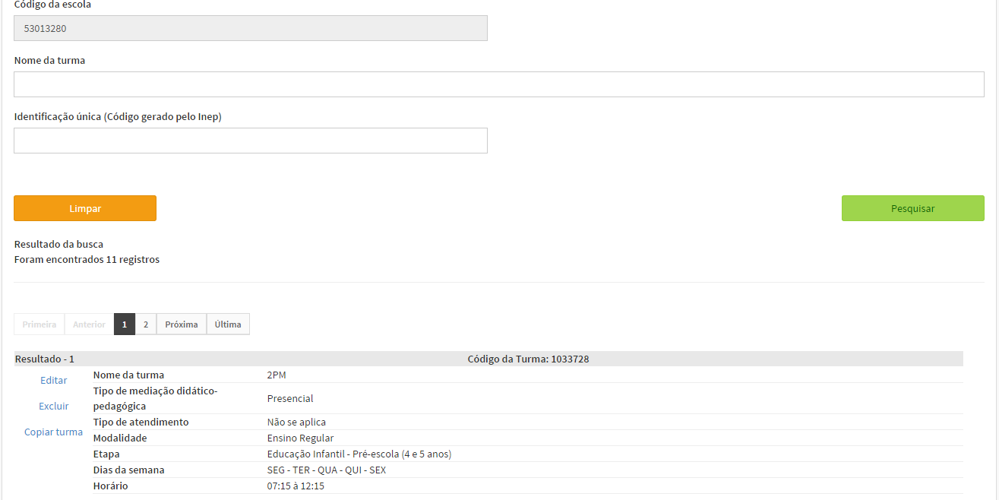 Código da escola
53013280
Nome da turma
Identificação única (Código gerado pelo Inep)
Limpar
Pesquisar
Resultado da busca
Foram encontrados 11 registros
Primeira Anterior 1 2 Próxima Última
Resultado - 1 Código da Turma: 1033728
Editar
Excluir
Copiar turma
Nome da turma 2PM
Tipo de mediação didático-
pedagógica Presencial
Tipo de atendimento Não se aplica
Modalidade Ensino Regular
Etapa Educação Infantil - Pré-escola (4 e 5 anos)
Dias da semana SEG - TER - QUA - QUI - SEX
Horário 07:15 à 12:15